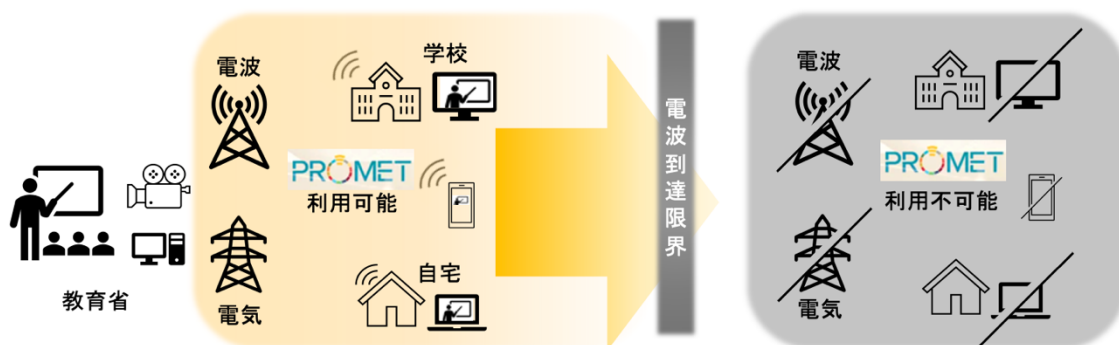 教育省
電波
学校
PROMET
利用可能
電気
自宅
電波到達限界
電波
PROMET
利用不可能
電気